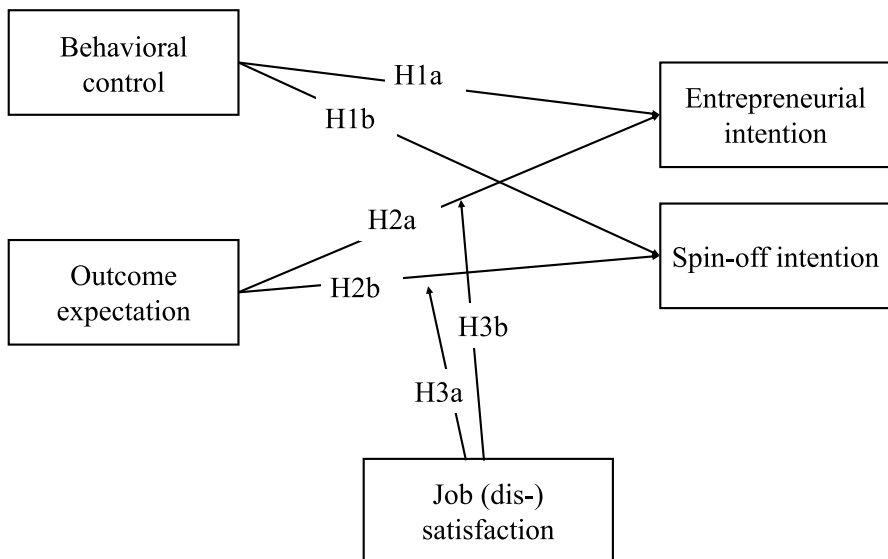 Behavioral
control
H1a
H1b
Entrepreneurial
intention
H2a
Outcome
expectation
H2b
Spin-off intention
H3b
H3a
Job (dis-)
satisfaction